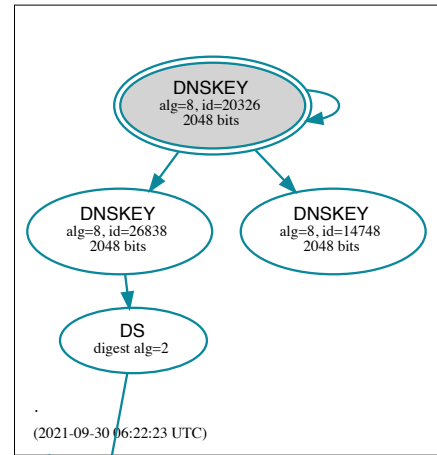 DNSKEY
alg=8, id=20326
2048 bits
DNSKEY
alg=8, id=26838
2048 bits
DNSKEY
alg=8, id=14748
2048 bits
DS
digest alg=2
.
(2021-09-30 06:22:23 UTC)